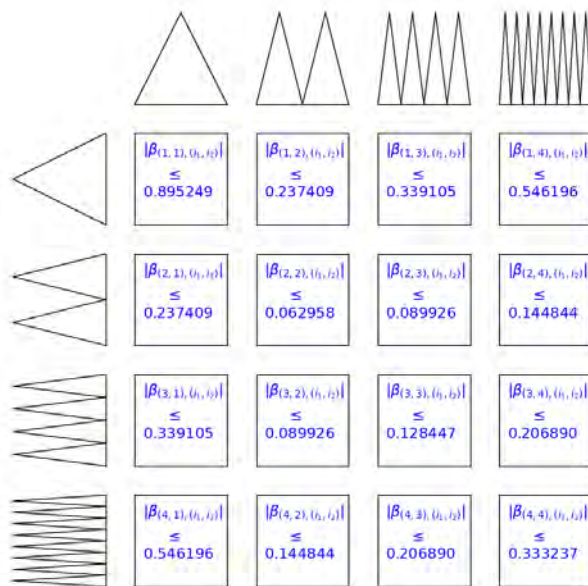 |β(1, 1), (i₁, i₂)| |β(1, 2), (i₁, i₂)| |β(1, 3), (i₁, i₂)| |β(1, 4), (i₁, i₂)|
≤ ≤ ≤ ≤
0.895249 0.237409 0.339105 0.546196
|β(2, 1), (i₁, i₂)| |β(2, 2), (i₁, i₂)| |β(2, 3), (i₁, i₂)| |β(2, 4), (i₁, i₂)|
≤ ≤ ≤ ≤
0.237409 0.062958 0.089926 0.144844
|β(3, 1), (i₁, i₂)| |β(3, 2), (i₁, i₂)| |β(3, 3), (i₁, i₂)| |β(3, 4), (i₁, i₂)|
≤ ≤ ≤ ≤
0.339105 0.089926 0.128447 0.206890
|β(4, 1), (i₁, i₂)| |β(4, 2), (i₁, i₂)| |β(4, 3), (i₁, i₂)| |β(4, 4), (i₁, i₂)|
≤ ≤ ≤ ≤
0.546196 0.144844 0.206890 0.333237